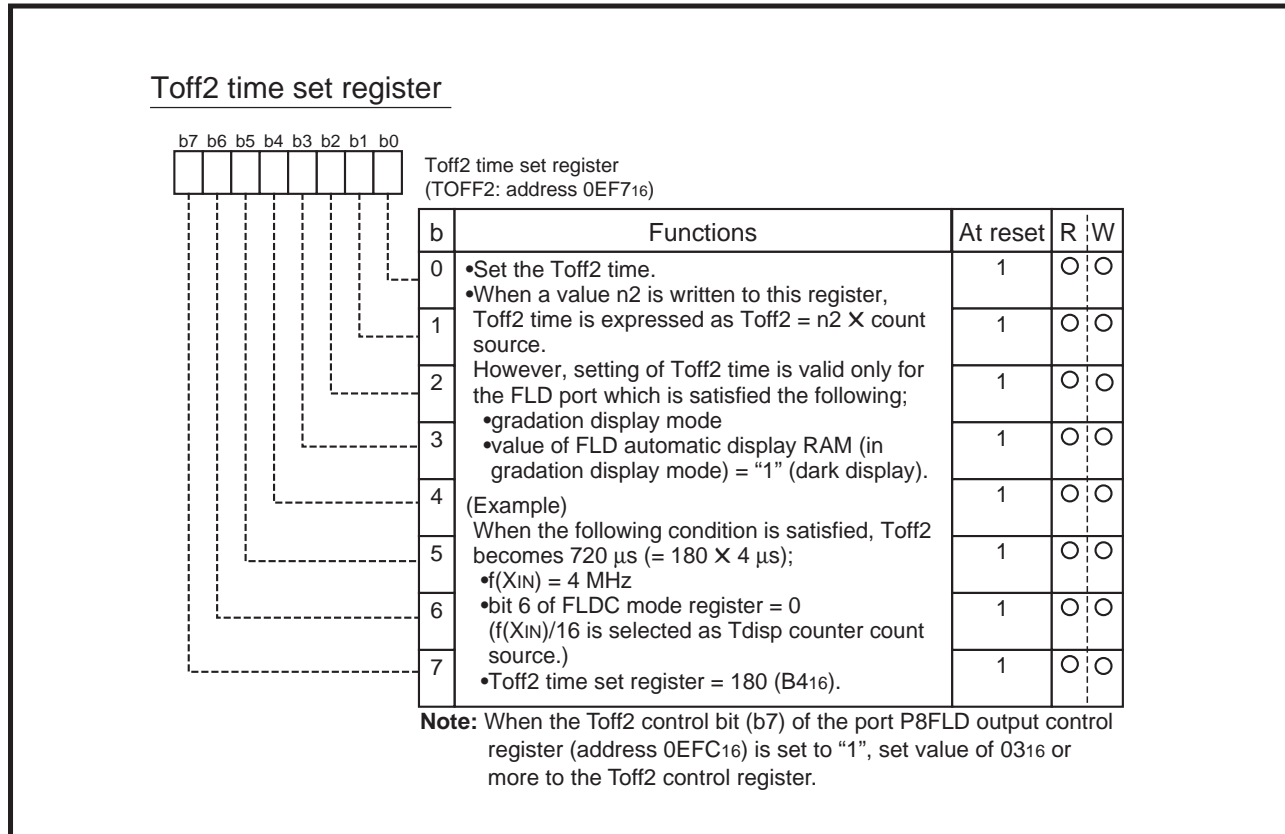 Toff2 time set register
b7 b6 b5 b4 b3 b2 b1 b0
Toff2 time set register
(TOFF2: address 0EF716)
b Functions At reset R W
0 •Set the Toff2 time. 1 O O
•When a value n2 is written to this register,
1 Toff2 time is expressed as Toff2 = n2 X count 1 O O
source.
However, setting of Toff2 time is valid only for
2 the FLD port which is satisfied the following; 1 O O
•gradation display mode
3 •value of FLD automatic display RAM (in 1 O O
gradation display mode) = “1” (dark display).
4 (Example) 1 O O
When the following condition is satisfied, Toff2
5 becomes 720 µs (= 180 X 4 µs); 1 O O
•f(XIN) = 4 MHz
6 •bit 6 of FLDC mode register = 0 1 O O
(f(XIN)/16 is selected as Tdisp counter count
source.)
7 •Toff2 time set register = 180 (B416). 1 O O
Note: When the Toff2 control bit (b7) of the port P8FLD output control
register (address 0EFC16) is set to “1”, set value of 0316 or
more to the Toff2 control register.